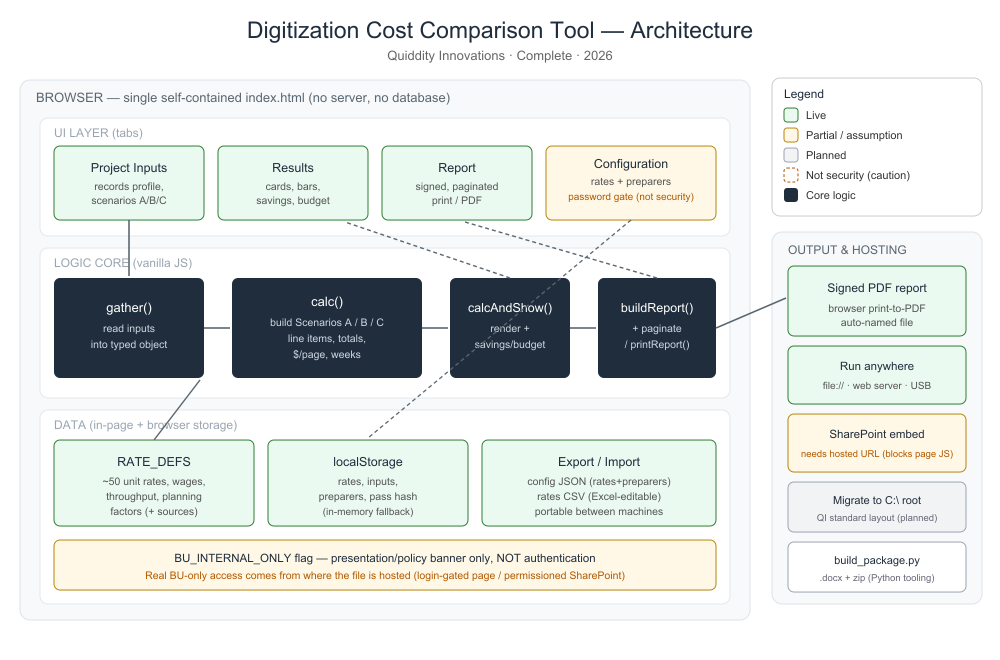 Digitization Cost Comparison Tool — Architecture
Quiddity Innovations · Complete · 2026
BROWSER — single self-contained index.html (no server, no database)
UI LAYER (tabs)
Project Inputs
records profile,
scenarios A/B/C
Results
cards, bars,
savings, budget
Report
signed, paginated
print / PDF
Configuration
rates + preparers
password gate (not security)
LOGIC CORE (vanilla JS)
gather()
read inputs
into typed object
calc()
build Scenarios A / B / C
line items, totals,
$/page, weeks
calcAndShow()
render +
savings/budget
buildReport()
+ paginate
/ printReport()
DATA (in-page + browser storage)
RATE_DEFS
~50 unit rates, wages,
throughput, planning
factors (+ sources)
localStorage
rates, inputs,
preparers, pass hash
(in-memory fallback)
Export / Import
config JSON (rates+preparers)
rates CSV (Excel-editable)
portable between machines
BU_INTERNAL_ONLY flag — presentation/policy banner only, NOT authentication
Real BU-only access comes from where the file is hosted (login-gated page / permissioned SharePoint)
Legend
Live
Partial / assumption
Planned
Not security (caution)
Core logic
OUTPUT & HOSTING
Signed PDF report
browser print-to-PDF
auto-named file
Run anywhere
file:// · web server · USB
SharePoint embed
needs hosted URL (blocks page JS)
Migrate to C:\ root
QI standard layout (planned)
build_package.py
.docx + zip (Python tooling)